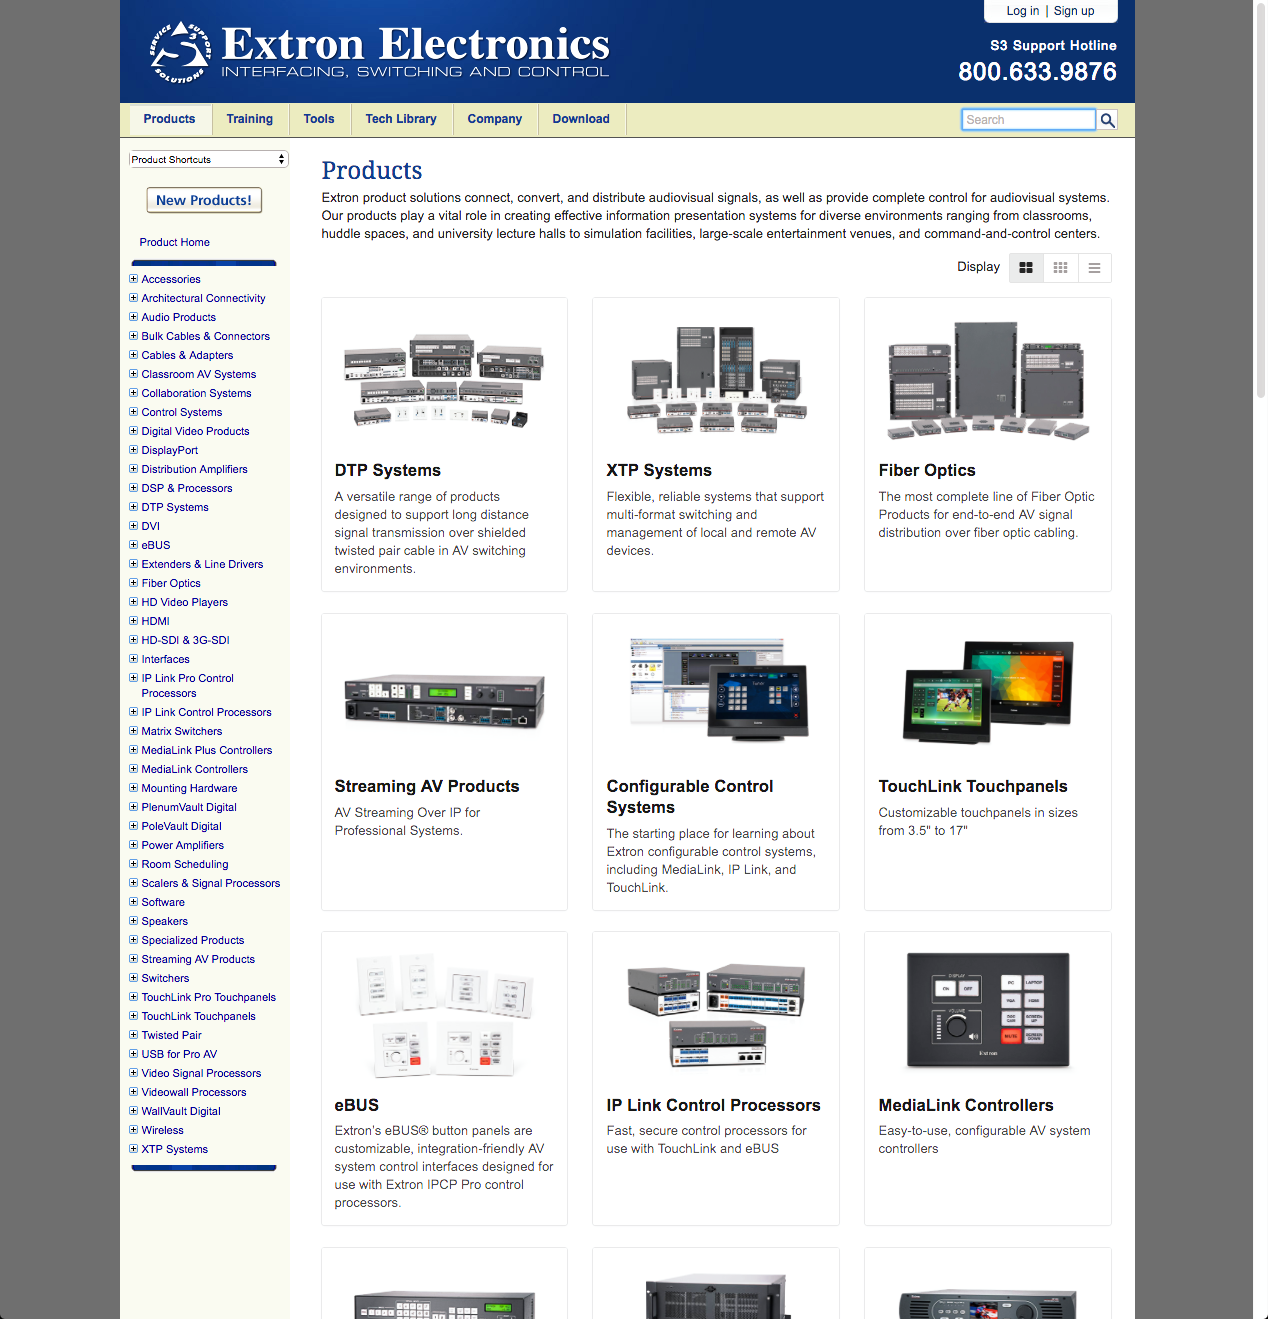 Log in | Sign up
SERVICE SUPPORT SOLUTIONS
Extron Electronics
INTERFACING, SWITCHING AND CONTROL
S3 Support Hotline
800.633.9876
Products
Training
Tools
Tech Library
Company
Download
Search
Product Shortcuts
New Products!
Product Home
Accessories
Architectural Connectivity
Audio Products
Bulk Cables & Connectors
Cables & Adapters
Classroom AV Systems
Collaboration Systems
Control Systems
Digital Video Products
DisplayPort
Distribution Amplifiers
DSP & Processors
DTP Systems
DVI
eBUS
Extenders & Line Drivers
Fiber Optics
HD Video Players
HDMI
HD-SDI & 3G-SDI
Interfaces
IP Link Pro Control
Processors
IP Link Control Processors
Matrix Switchers
MediaLink Plus Controllers
MediaLink Controllers
Mounting Hardware
PlenumVault Digital
PoleVault Digital
Power Amplifiers
Room Scheduling
Scalers & Signal Processors
Software
Speakers
Specialized Products
Streaming AV Products
Switchers
TouchLink Pro Touchpanels
TouchLink Touchpanels
Twisted Pair
USB for Pro AV
Video Signal Processors
Videowall Processors
WallVault Digital
Wireless
XTP Systems
Products
Extron product solutions connect, convert, and distribute audiovisual signals, as well as provide complete control for audiovisual systems.
Our products play a vital role in creating effective information presentation systems for diverse environments ranging from classrooms,
huddle spaces, and university lecture halls to simulation facilities, large-scale entertainment venues, and command-and-control centers.
Display
DTP Systems
A versatile range of products
designed to support long distance
signal transmission over shielded
twisted pair cable in AV switching
environments.
XTP Systems
Flexible, reliable systems that support
multi-format switching and
management of local and remote AV
devices.
Fiber Optics
The most complete line of Fiber Optic
Products for end-to-end AV signal
distribution over fiber optic cabling.
Streaming AV Products
AV Streaming Over IP for
Professional Systems.
Configurable Control
Systems
The starting place for learning about
Extron configurable control systems,
including MediaLink, IP Link, and
TouchLink.
TouchLink Touchpanels
Customizable touchpanels in sizes
from 3.5" to 17"
eBUS
Extron's eBUS® button panels are
customizable, integration-friendly AV
system control interfaces designed for
use with Extron IPCP Pro control
processors.
IP Link Control Processors
Fast, secure control processors for
use with TouchLink and eBUS
DISPLAY
ON OFF
VOLUME
PC LAPTOP
MUTE SCREEN DOWN
Extron
MediaLink Controllers
Easy-to-use, configurable AV system
controllers